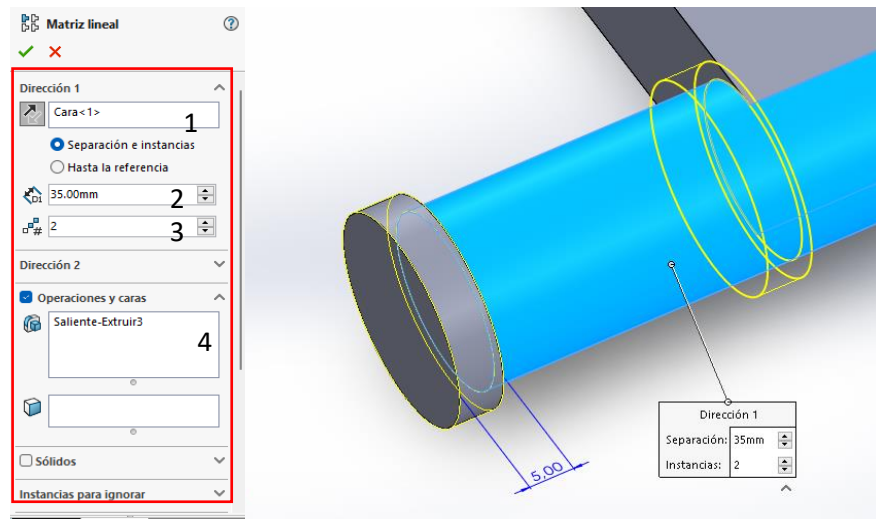 Matriz lineal
Dirección 1
Cara<1>
1
Separación e instancias
Hasta la referencia
D1
35.00mm
2
#
2
3
Dirección 2
Operaciones y caras
Saliente-Extruir3
4
Sólidos
Instancias para ignorar
5,00
Dirección 1
Separación: 35mm
Instancias: 2